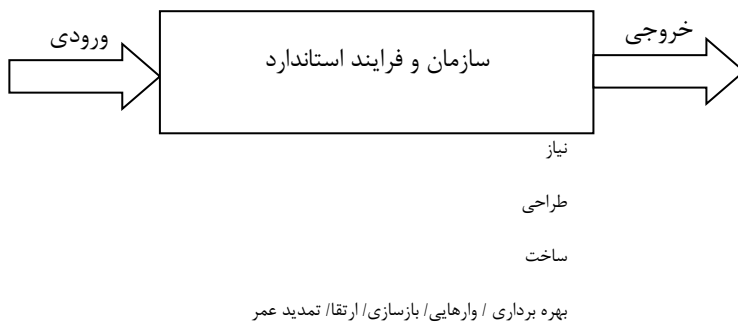 ورودی
سازمان و فرایند استاندارد
خروجی
نیاز
طراحی
ساخت
بهره برداری / وارهایی/ بازسازی/ ارتقا/ تمدید عمر